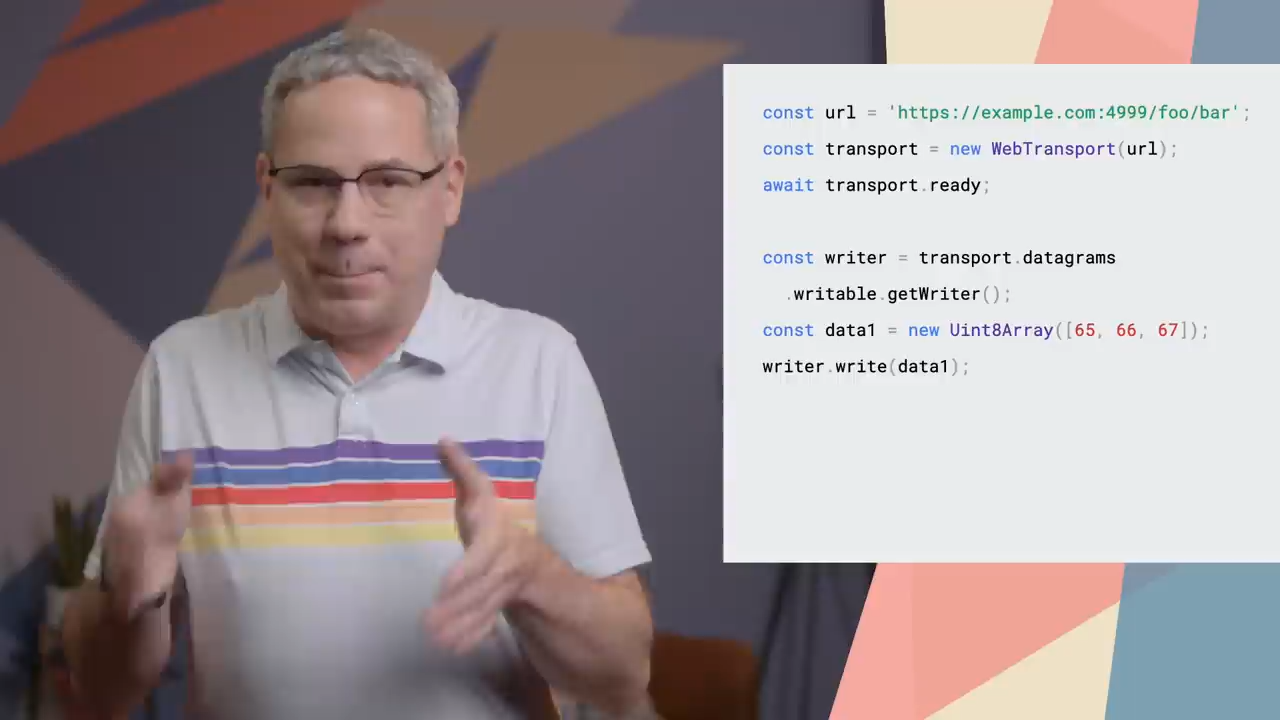 const url = 'https://example.com:4999/foo/bar';
const transport = new WebTransport(url);
await transport.ready;
const writer = transport.datagrams
.writable.getWriter();
const data1 = new Uint8Array([65, 66, 67]);
writer.write(data1);